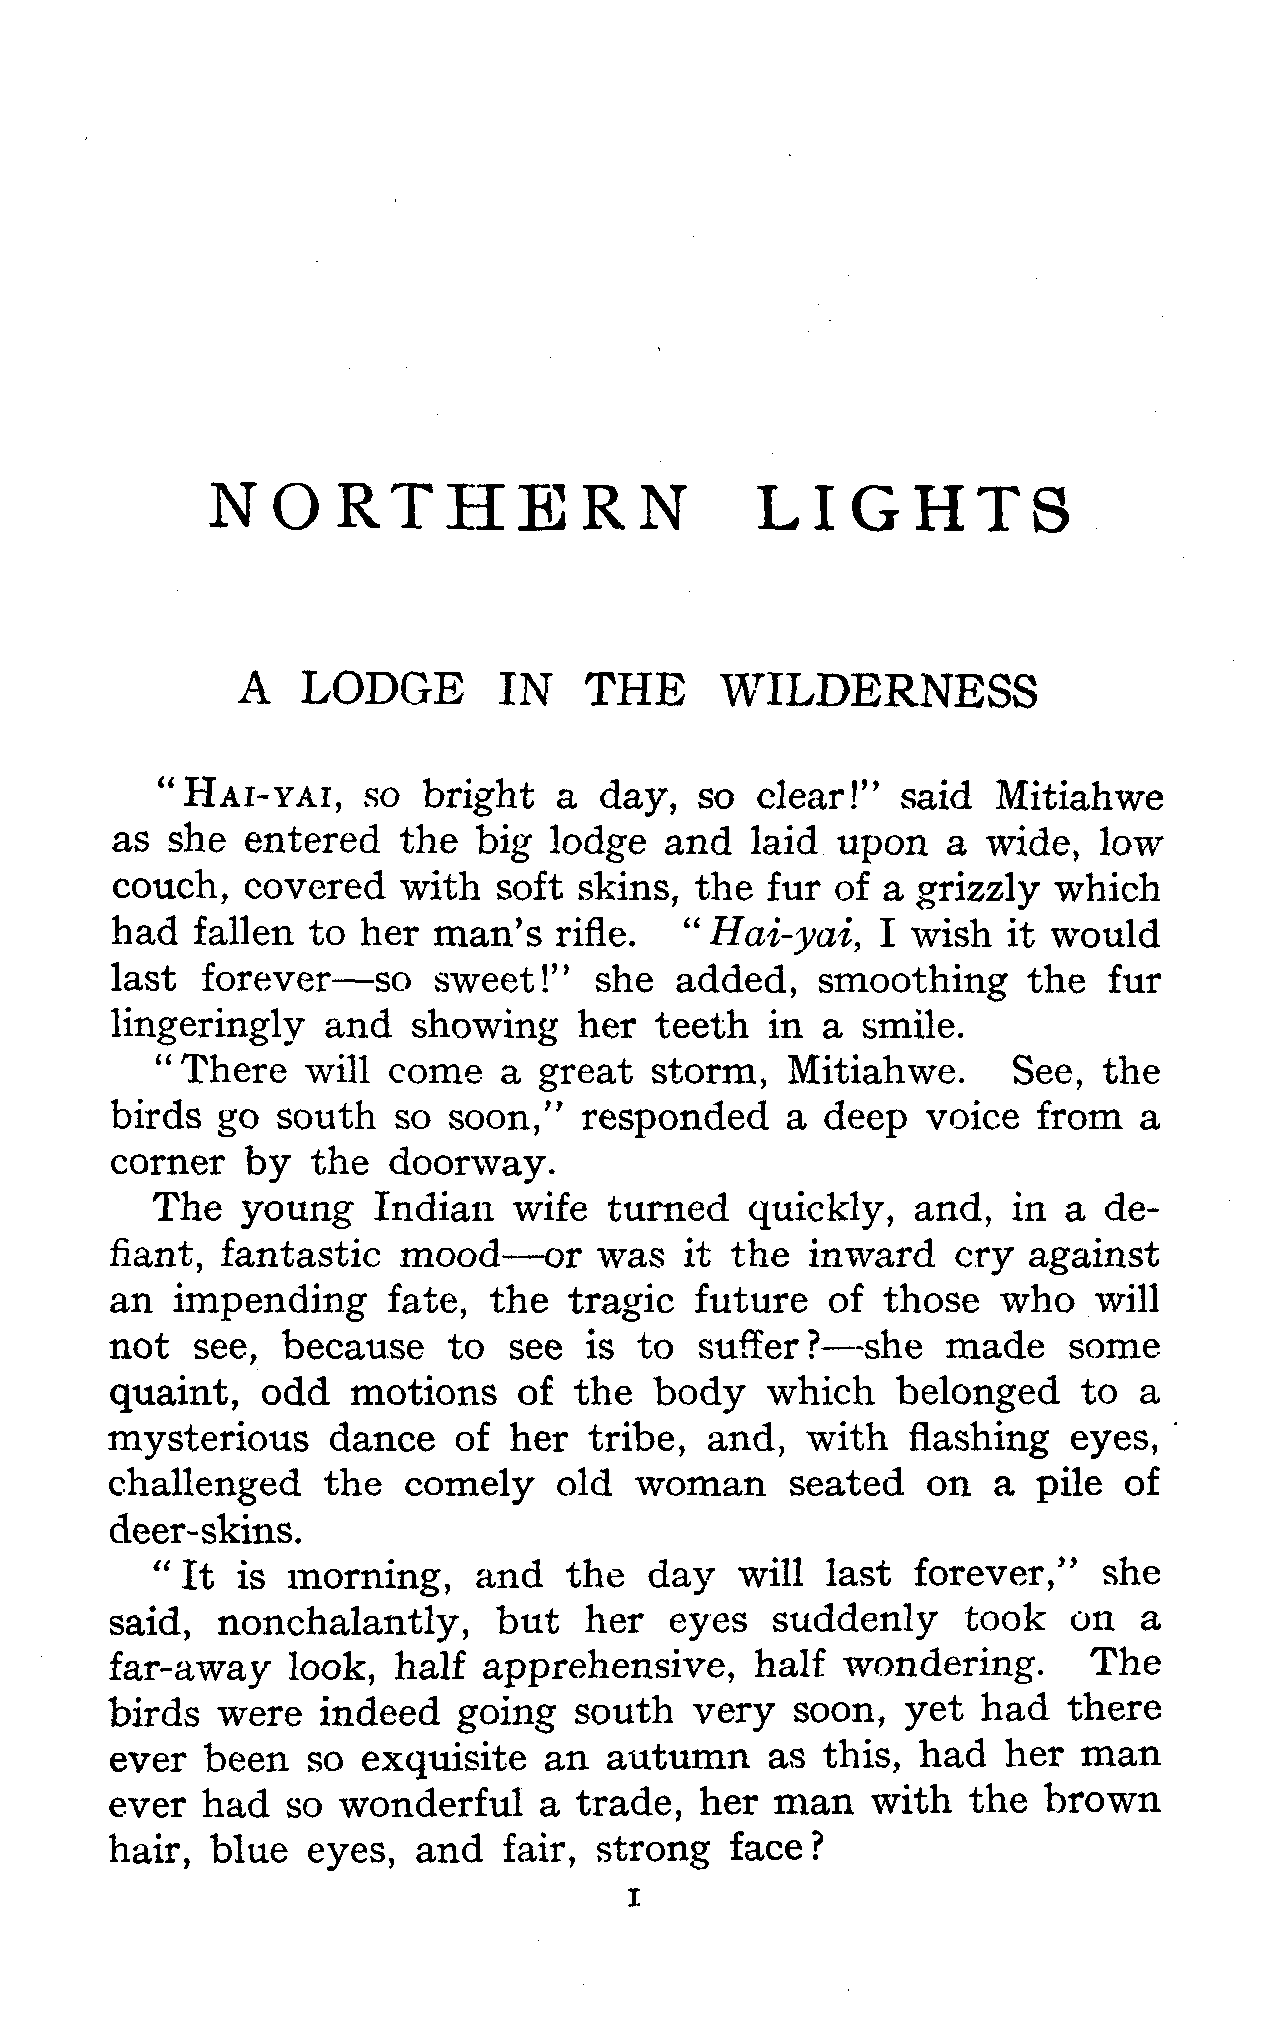 NORTHERN LIGHTS
A LODGE IN THE WILDERNESS
"HAI-YAI, so bright a day, so clear!" said Mitiahwe
as she entered the big lodge and laid upon a wide, low
couch, covered with soft skins, the fur of a grizzly which
had fallen to her man's rifle. "Hai-yai, I wish it would
last forever—so sweet!" she added, smoothing the fur
lingeringly and showing her teeth in a smile.
"There will come a great storm, Mitiahwe. See, the
birds go south so soon," responded a deep voice from a
corner by the doorway.
The young Indian wife turned quickly, and, in a de-
fiant, fantastic mood—or was it the inward cry against
an impending fate, the tragic future of those who will
not see, because to see is to suffer?—she made some
quaint, odd motions of the body which belonged to a
mysterious dance of her tribe, and, with flashing eyes,
challenged the comely old woman seated on a pile of
deer-skins.
"It is morning, and the day will last forever," she
said, nonchalantly, but her eyes suddenly took on a
far-away look, half apprehensive, half wondering. The
birds were indeed going south very soon, yet had there
ever been so exquisite an autumn as this, had her man
ever had so wonderful a trade, her man with the brown
hair, blue eyes, and fair, strong face?
1